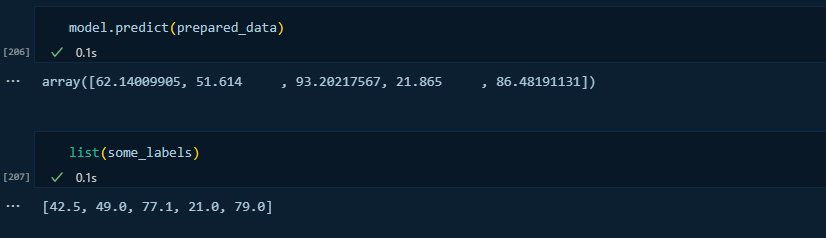 model.predict(prepared_data)
[206] ✓ 0.1s
... array([62.14009905, 51.614     , 93.20217567, 21.865     , 86.48191131])
list(some_labels)
[207] ✓ 0.1s
... [42.5, 49.0, 77.1, 21.0, 79.0]